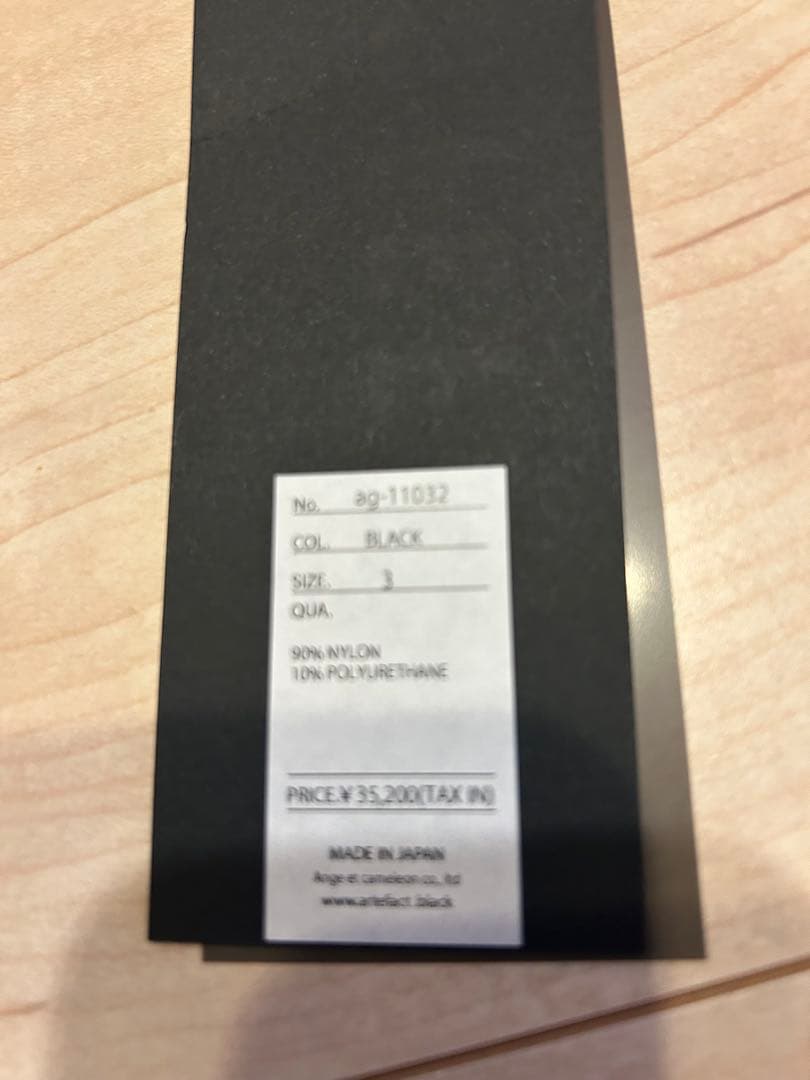 No. ag-11032
COL. BLACK
SIZE. 3
QUA.
90% NYLON
10% POLYURETHANE
PRICE.¥35,200(TAX IN)
MADE IN JAPAN
Ange et cameleon co., ltd
www.artefact.black